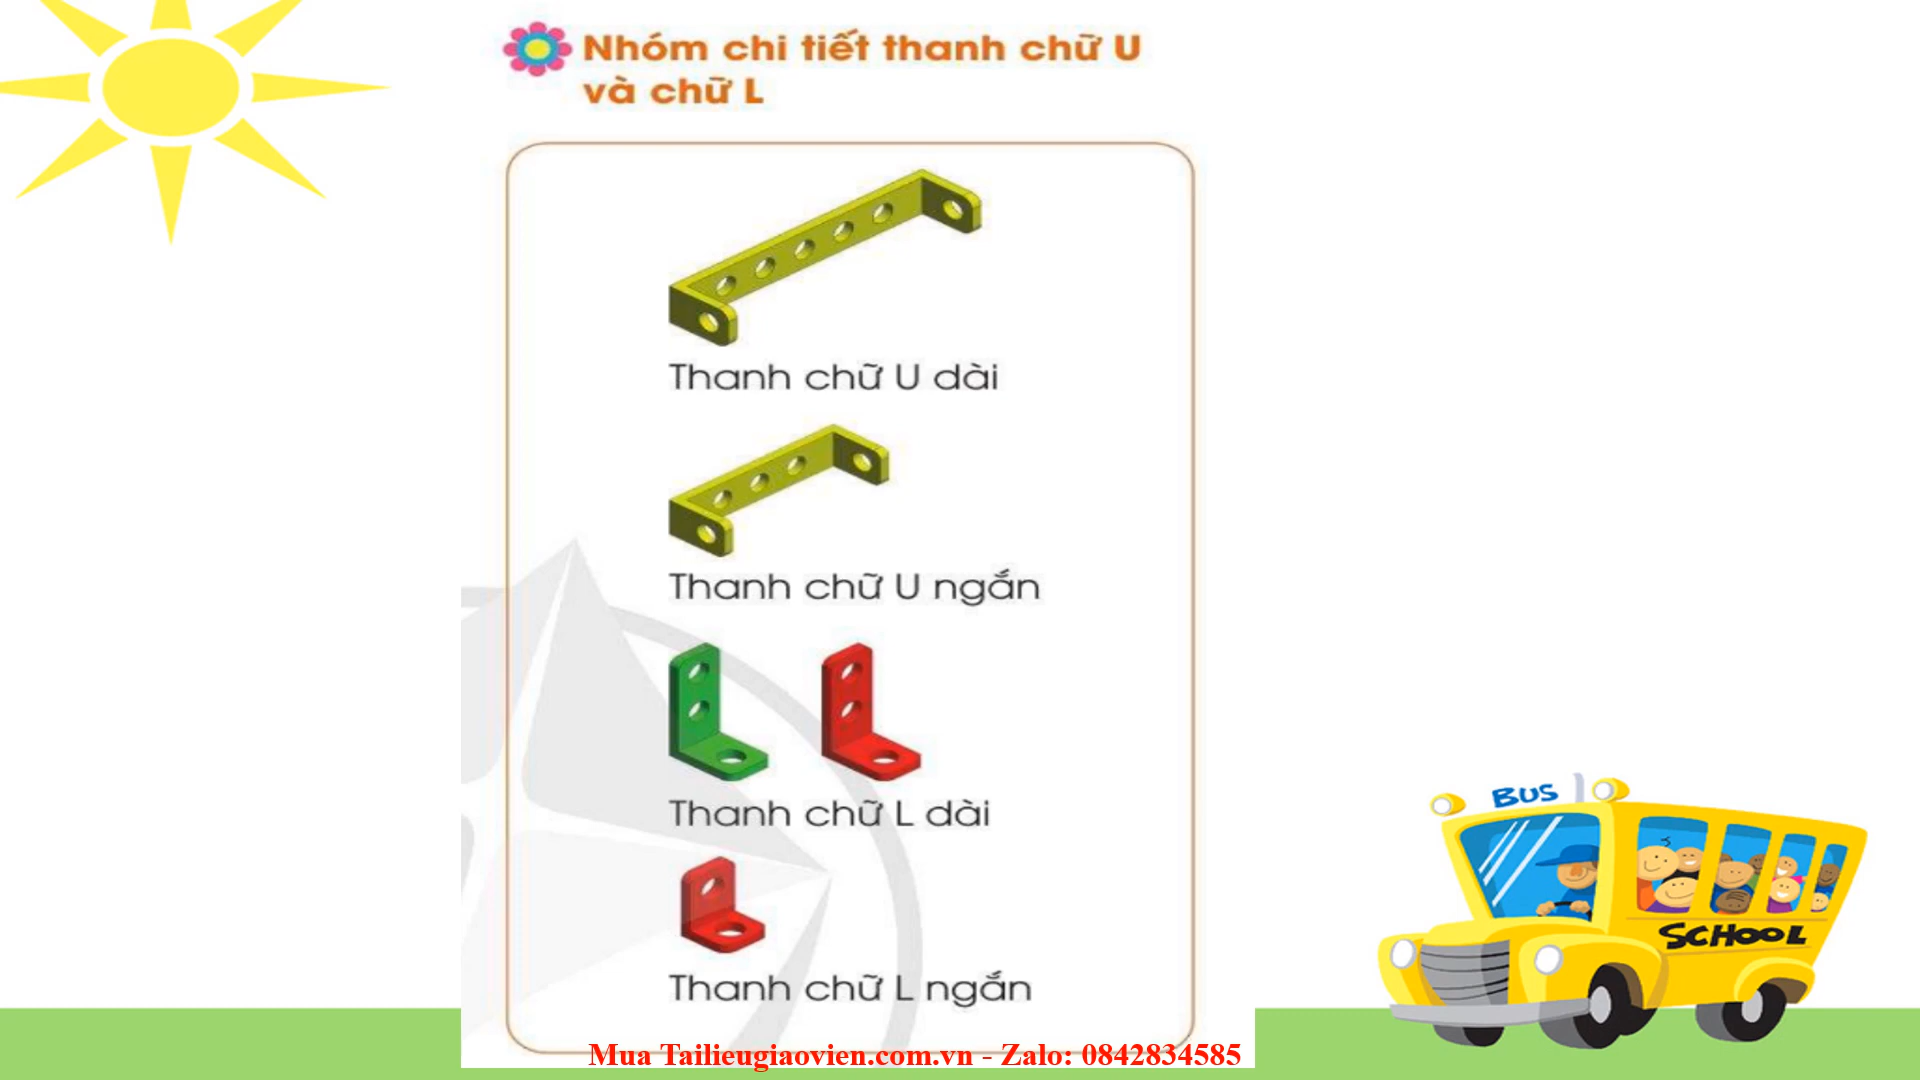 Nhóm chi tiết thanh chữ U
và chữ L
Thanh chữ U dài
Thanh chữ U ngắn
Thanh chữ L dài
Thanh chữ L ngắn
BUS
SCHOOL
Mua Tailieugiaovien.com.vn - Zalo: 0842834585